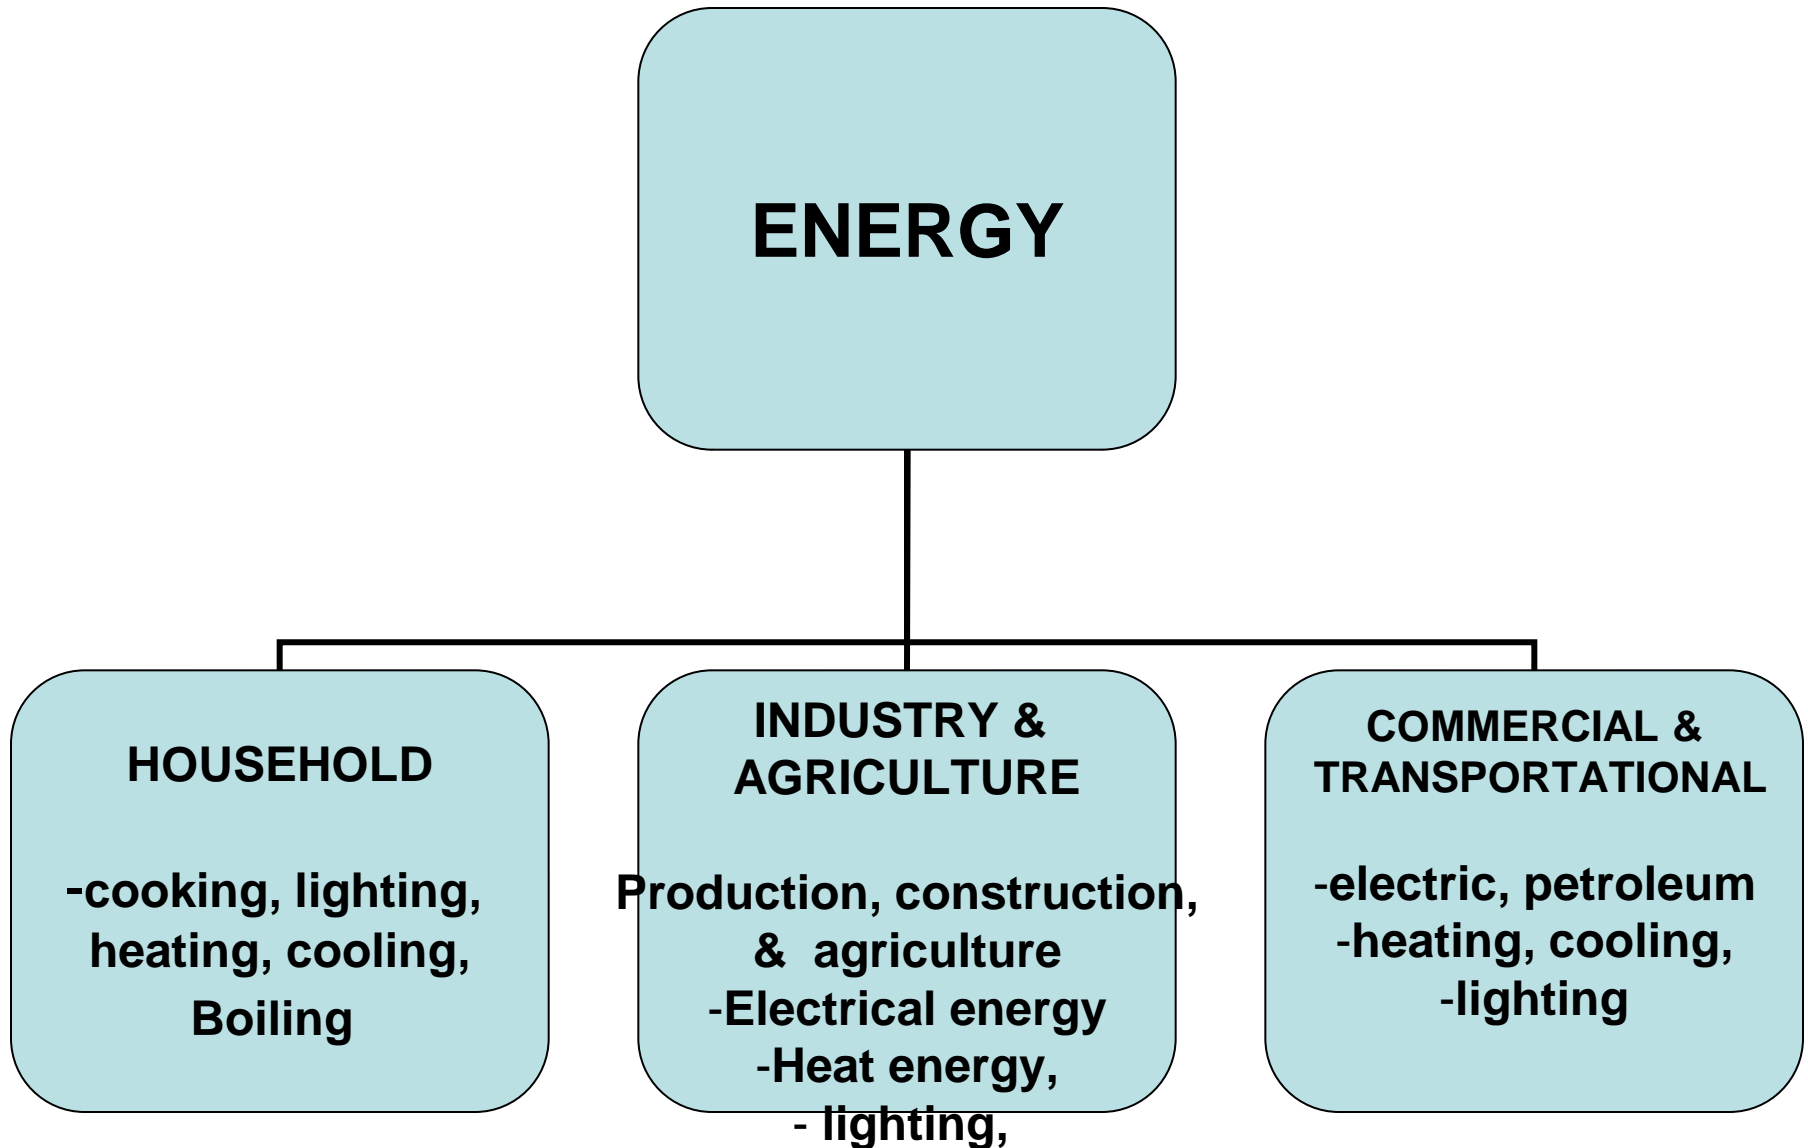 ENERGY
HOUSEHOLD
-cooking, lighting,
heating, cooling,
Boiling
INDUSTRY &
AGRICULTURE
Production, construction,
& agriculture
-Electrical energy
-Heat energy,
- lighting,
COMMERCIAL &
TRANSPORTATIONAL
-electric, petroleum
-heating, cooling,
-lighting